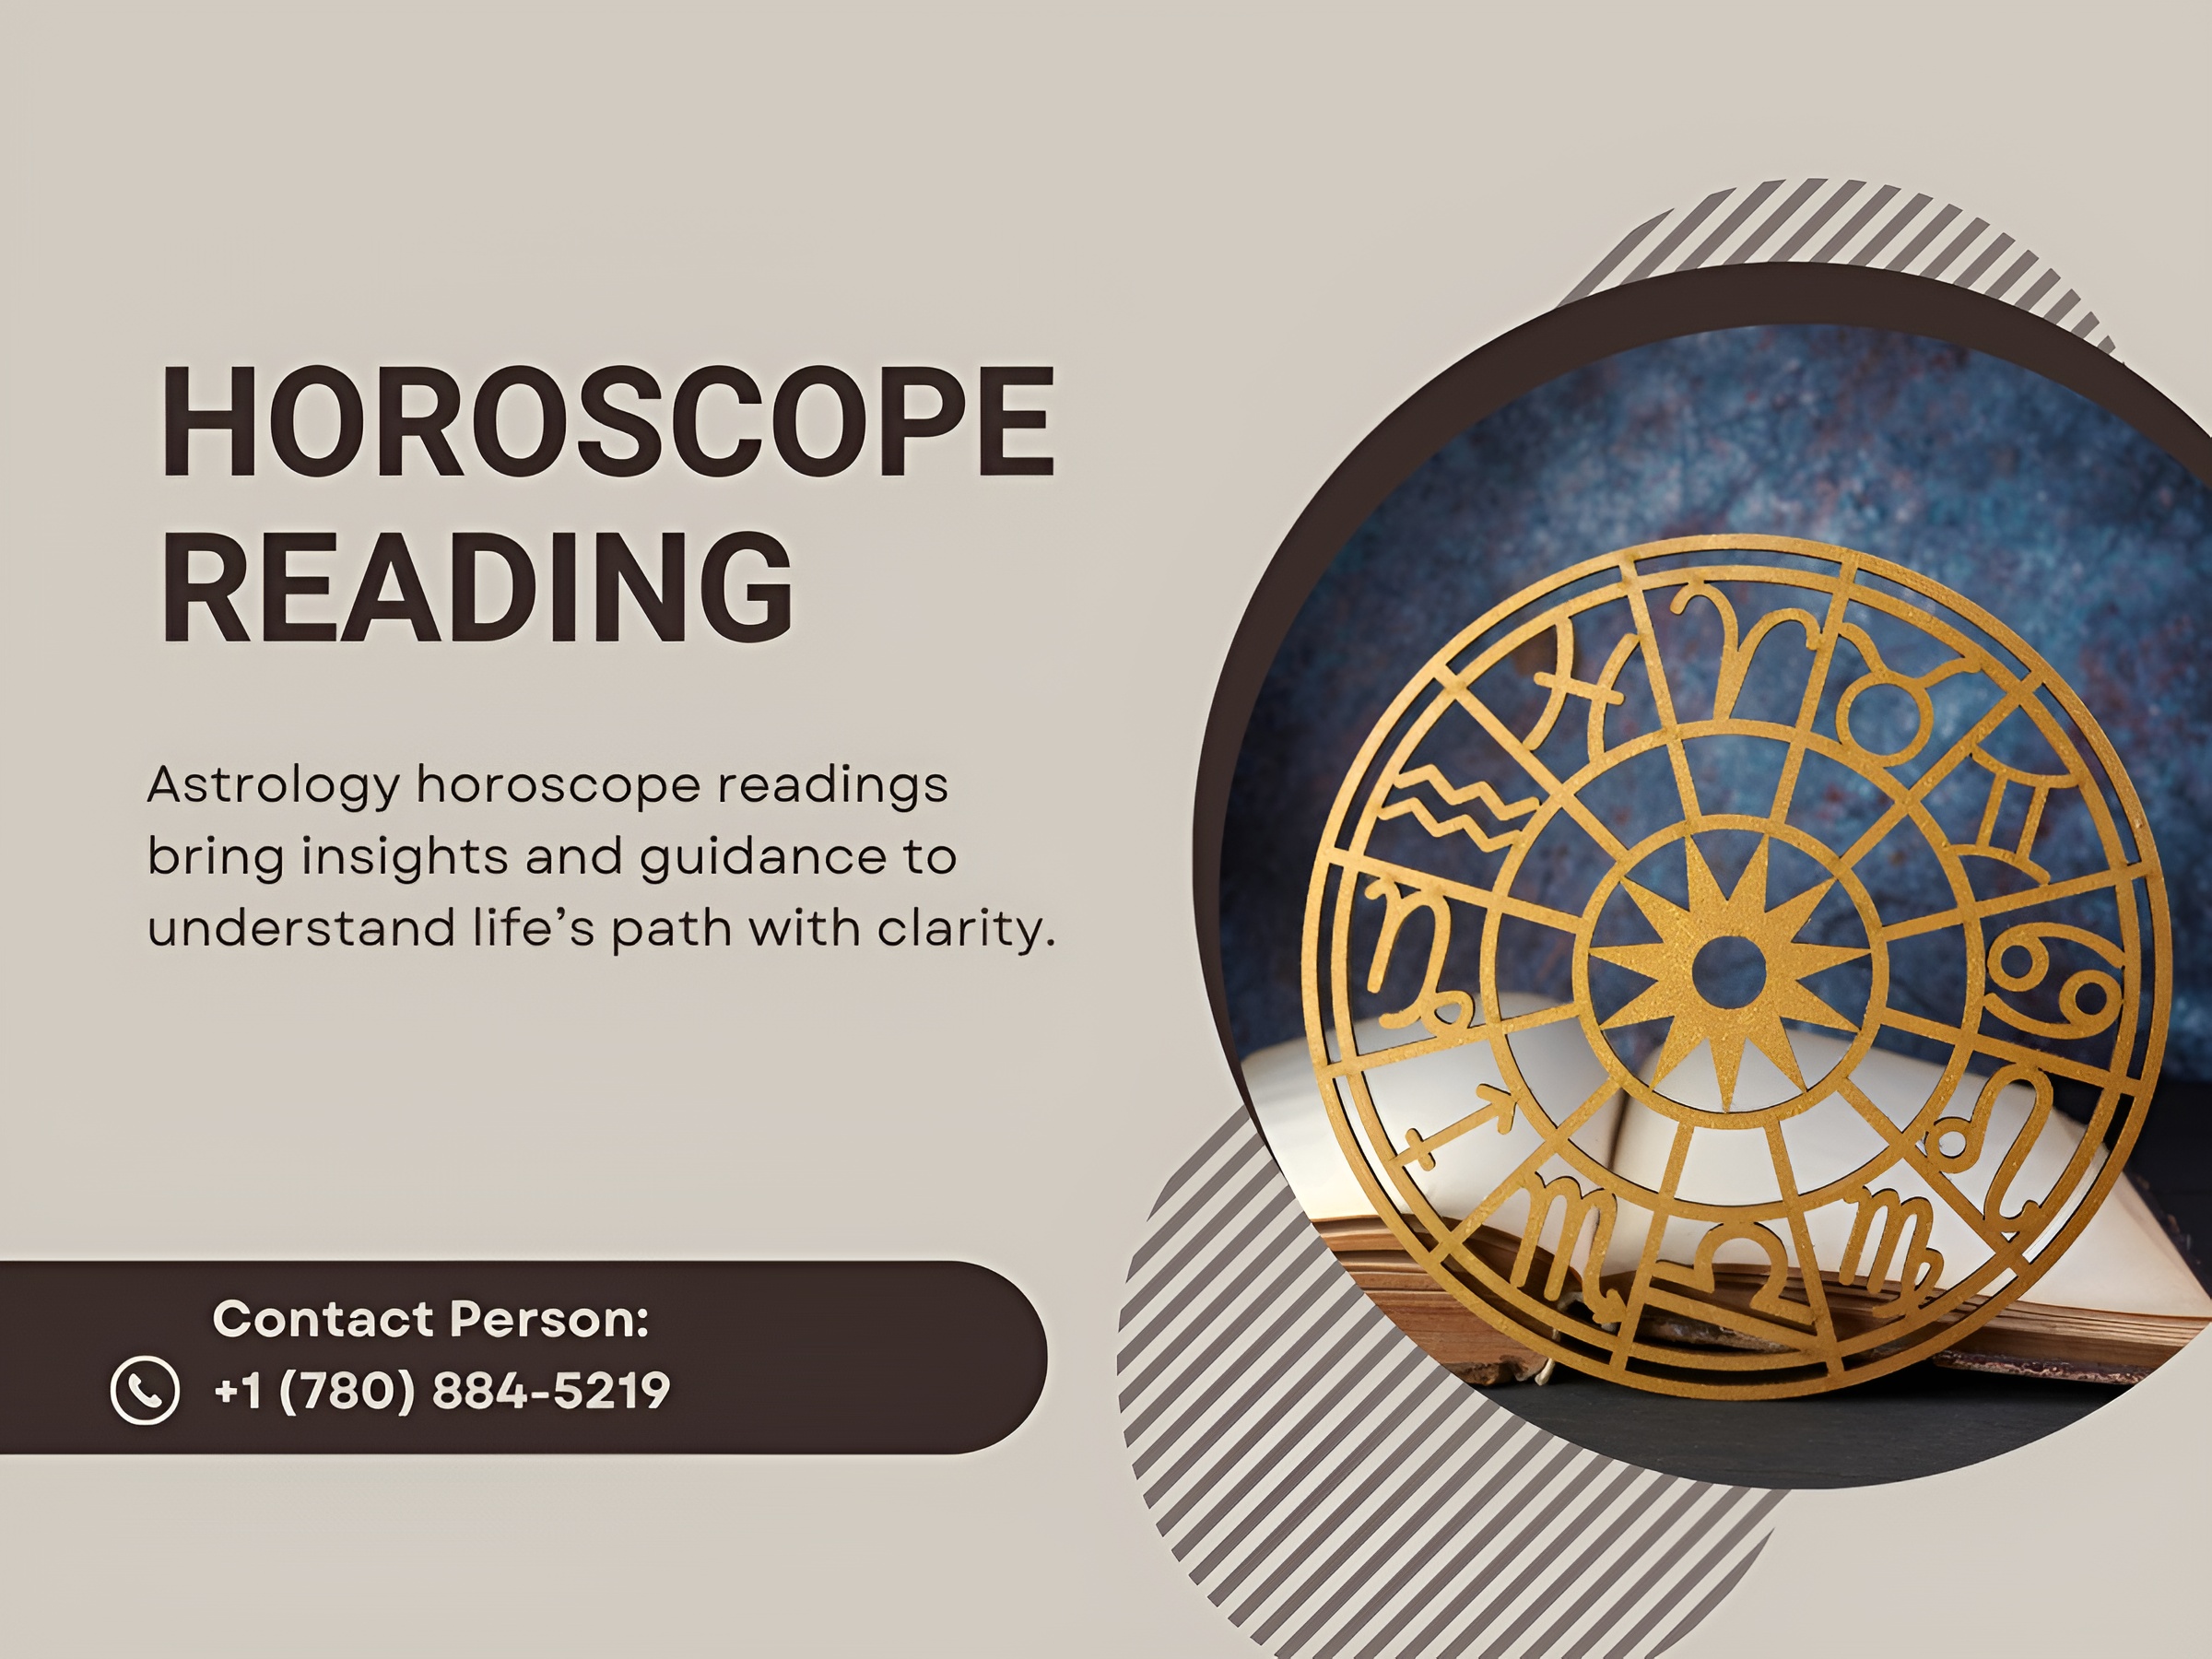 HOROSCOPE
READING
Astrology horoscope readings
bring insights and guidance to
understand life’s path with clarity.
Contact Person:
+1 (780) 884-5219